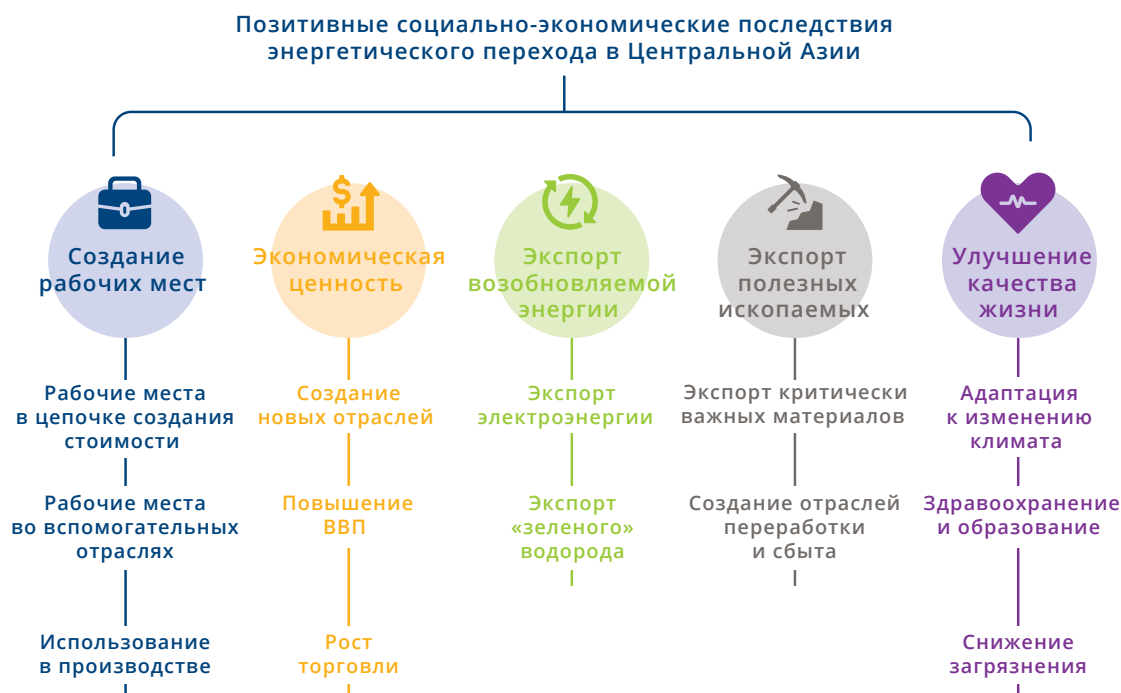 Позитивные социально-экономические последствия
энергетического перехода в Центральной Азии
Создание
рабочих мест
Экономическая
ценность
Экспорт
возобновляемой
энергии
Экспорт
полезных
ископаемых
Улучшение
качества
жизни
Рабочие места
в цепочке создания
стоимости
Создание
новых отраслей
Экспорт
электроэнергии
Экспорт критически
важных материалов
Адаптация
к изменению
климата
Рабочие места
во вспомогательных
отраслях
Повышение
ВВП
Экспорт
«зеленого»
водорода
Создание отраслей
переработки
и сбыта
Здравоохранение
и образование
Использование
в производстве
Рост
торговли
Снижение
загрязнения